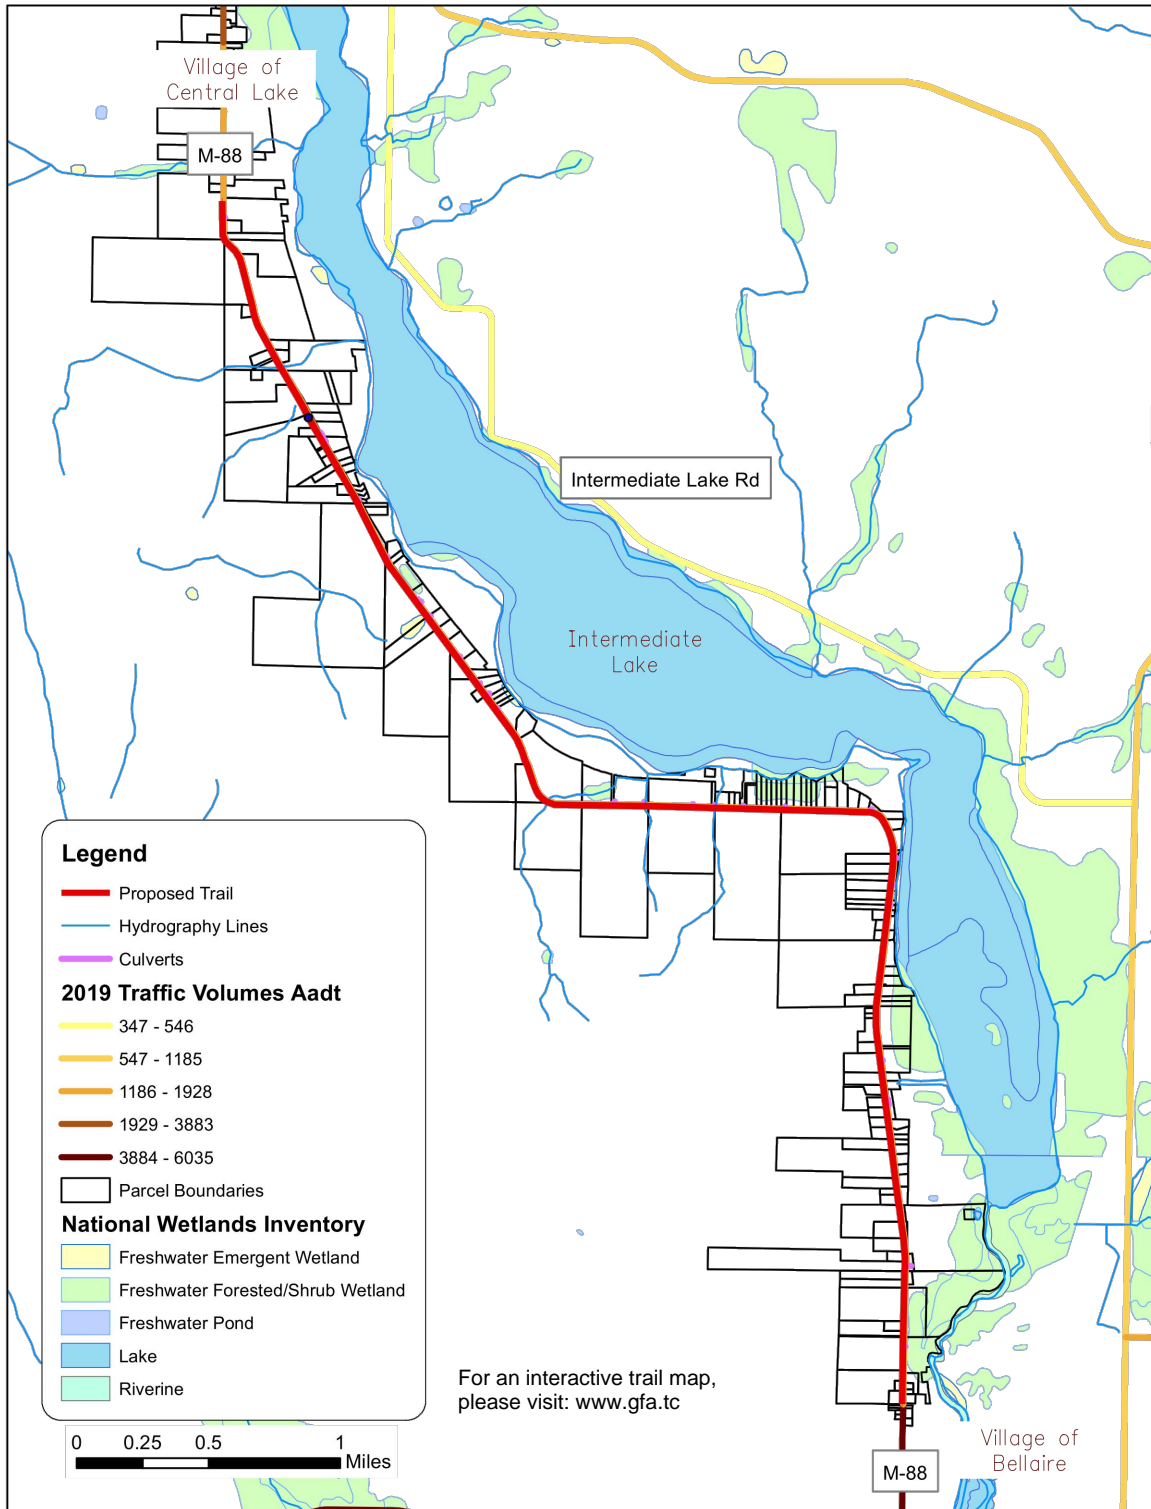 Village of
Central Lake
M-88
Intermediate Lake Rd
Intermediate
Lake
Legend
Proposed Trail
Hydrography Lines
Culverts
2019 Traffic Volumes Aadt
347 - 546
547 - 1185
1186 - 1928
1929 - 3883
3884 - 6035
Parcel Boundaries
National Wetlands Inventory
Freshwater Emergent Wetland
Freshwater Forested/Shrub Wetland
Freshwater Pond
Lake
Riverine
For an interactive trail map,
please visit: www.gfa.tc
0 0.25 0.5 1
Miles
Village of
Bellaire
M-88